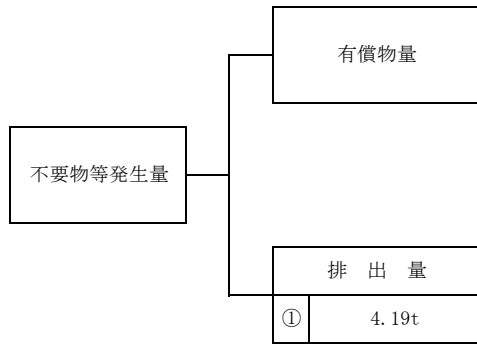 有償物量
不要物等発生量
排 出 量
① 4.19t